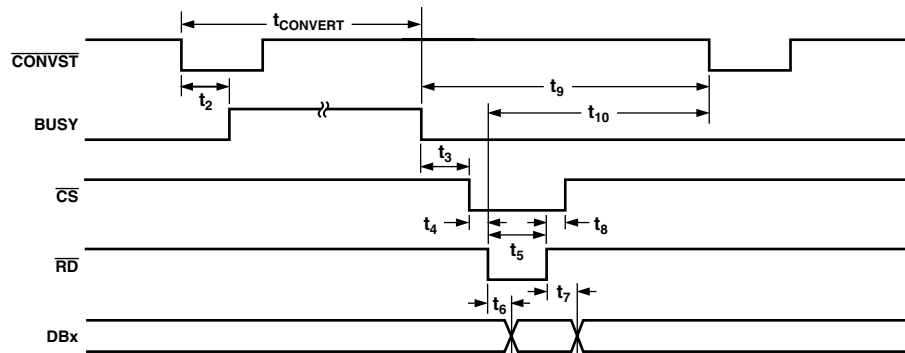 tCONVERT
CONVST
t2
t9
t10
BUSY
t3
CS
t4
t8
t5
RD
t6
t7
DBx